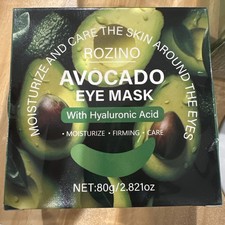 MOISTURIZE AND CARE THE SKIN AROUND THE EYES
ROZINO
AVOCADO
EYE MASK
With Hyaluronic Acid
• MOISTURIZE • FIRMING • CARE
NET:80g/2.821oz